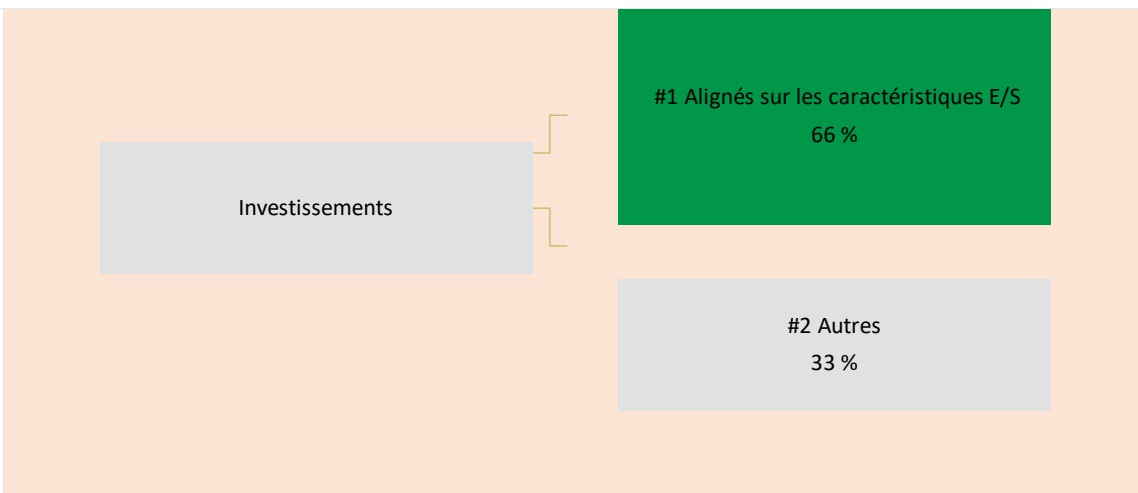 #1 Alignés sur les caractéristiques E/S
66 %
Investissements
#2 Autres
33 %